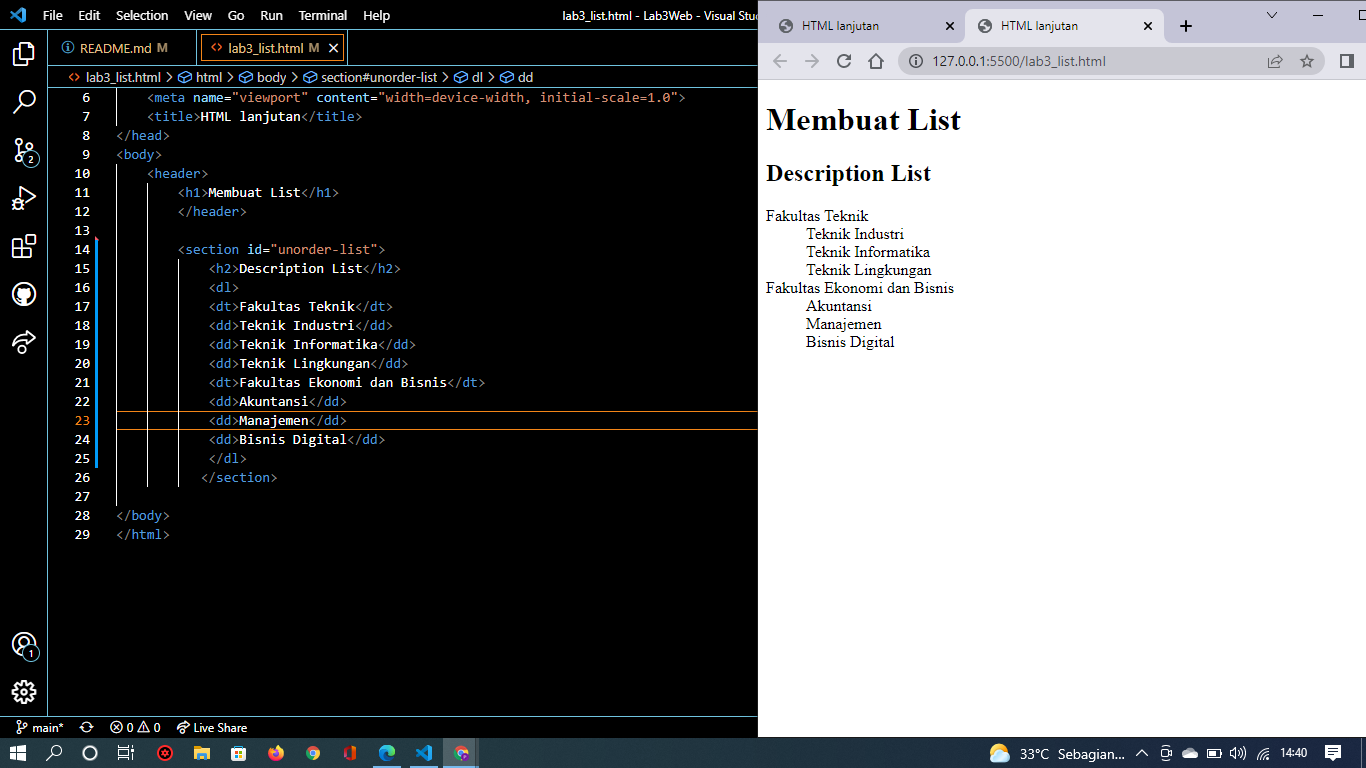 File Edit Selection View Go Run Terminal Help lab3_list.html - Lab3Web - Visual Stu
README.md M lab3_list.html M
lab3_list.html > html > body > section#unorder-list > dl > dd
6 <meta name="viewport" content="width=device-width, initial-scale=1.0">
7 <title>HTML lanjutan</title>
8 </head>
9 <body>
10 <header>
11 <h1>Membuat List</h1>
12 </header>
13
14 <section id="unorder-list">
15 <h2>Description List</h2>
16 <dl>
17 <dt>Fakultas Teknik</dt>
18 <dd>Teknik Industri</dd>
19 <dd>Teknik Informatika</dd>
20 <dd>Teknik Lingkungan</dd>
21 <dt>Fakultas Ekonomi dan Bisnis</dt>
22 <dd>Akuntansi</dd>
23 <dd>Manajemen</dd>
24 <dd>Bisnis Digital</dd>
25 </dl>
26 </section>
27
28 </body>
29 </html>
2
1
main* 0 0 Live Share
HTML lanjutan HTML lanjutan
127.0.0.1:5500/lab3_list.html
Membuat List
Description List
Fakultas Teknik
Teknik Industri
Teknik Informatika
Teknik Lingkungan
Fakultas Ekonomi dan Bisnis
Akuntansi
Manajemen
Bisnis Digital
33°C Sebagian... 14:40